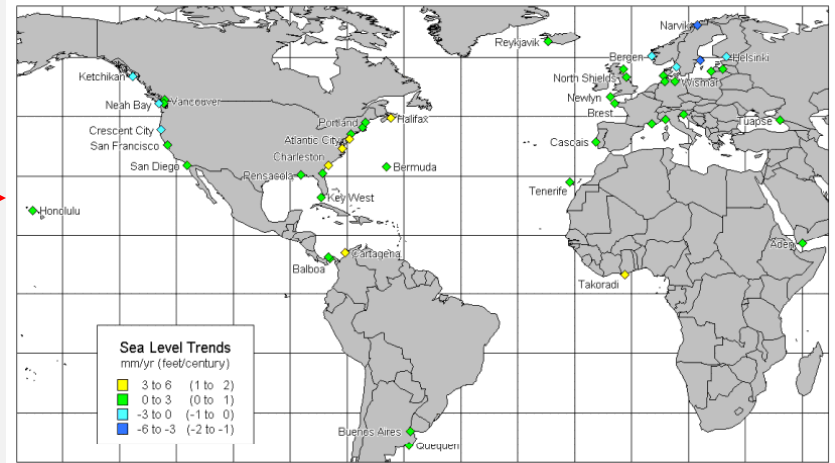 Narvik
Reykjavik
Bergen
Helsinki
Ketchikan
North Shields
Wismar
Neah Bay
Vancouver
Newlyn
Halifax
Brest
Portland
Tuapse
Crescent City
Atlantic City
San Francisco
Cascais
Charleston
San Diego
Bermuda
Pensacola
Tenerife
Key West
Honolulu
Aden
Cartagena
Balboa
Takoradi
Sea Level Trends
mm/yr (feet/century)
3 to 6 (1 to 2)
0 to 3 (0 to 1)
-3 to 0 (-1 to 0)
-6 to -3 (-2 to -1)
Buenos Aires
Quequen